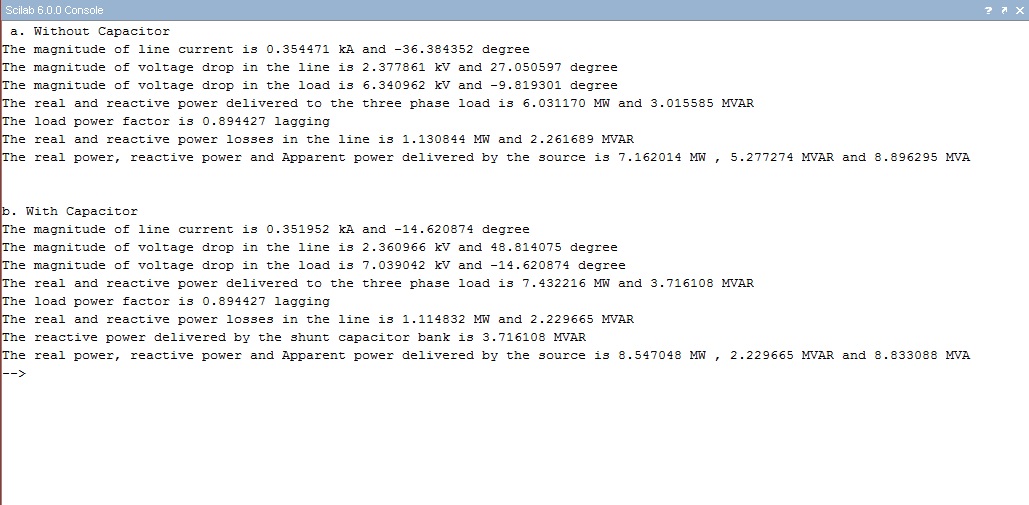 Scilab 6.0.0 Console
a. Without Capacitor
The magnitude of line current is 0.354471 kA and -36.384352 degree
The magnitude of voltage drop in the line is 2.377861 kV and 27.050597 degree
The magnitude of voltage drop in the load is 6.340962 kV and -9.819301 degree
The real and reactive power delivered to the three phase load is 6.031170 MW and 3.015585 MVAR
The load power factor is 0.894427 lagging
The real and reactive power losses in the line is 1.130844 MW and 2.261689 MVAR
The real power, reactive power and Apparent power delivered by the source is 7.162014 MW , 5.277274 MVAR and 8.896295 MVA
b. With Capacitor
The magnitude of line current is 0.351952 kA and -14.620874 degree
The magnitude of voltage drop in the line is 2.360966 kV and 48.814075 degree
The magnitude of voltage drop in the load is 7.039042 kV and -14.620874 degree
The real and reactive power delivered to the three phase load is 7.432216 MW and 3.716108 MVAR
The load power factor is 0.894427 lagging
The real and reactive power losses in the line is 1.114832 MW and 2.229665 MVAR
The reactive power delivered by the shunt capacitor bank is 3.716108 MVAR
The real power, reactive power and Apparent power delivered by the source is 8.547048 MW , 2.229665 MVAR and 8.833088 MVA
-->